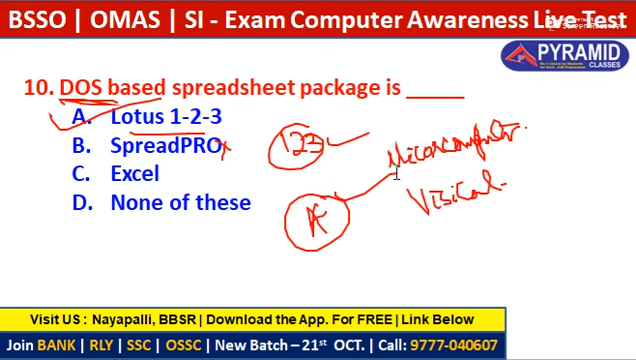 BSSO | OMAS | SI - Exam Computer Awareness Live Test
PYRAMID
CLASSES
10. DOS based spreadsheet package is _____
A. Lotus 1-2-3
B. SpreadPRO
C. Excel
D. None of these
123
Microcomputer
Visical
Visit US : Nayapalli, BBSR | Download the App. For FREE | Link Below
Join BANK | RLY | SSC | OSSC | New Batch – 21st OCT. | Call: 9777-040607